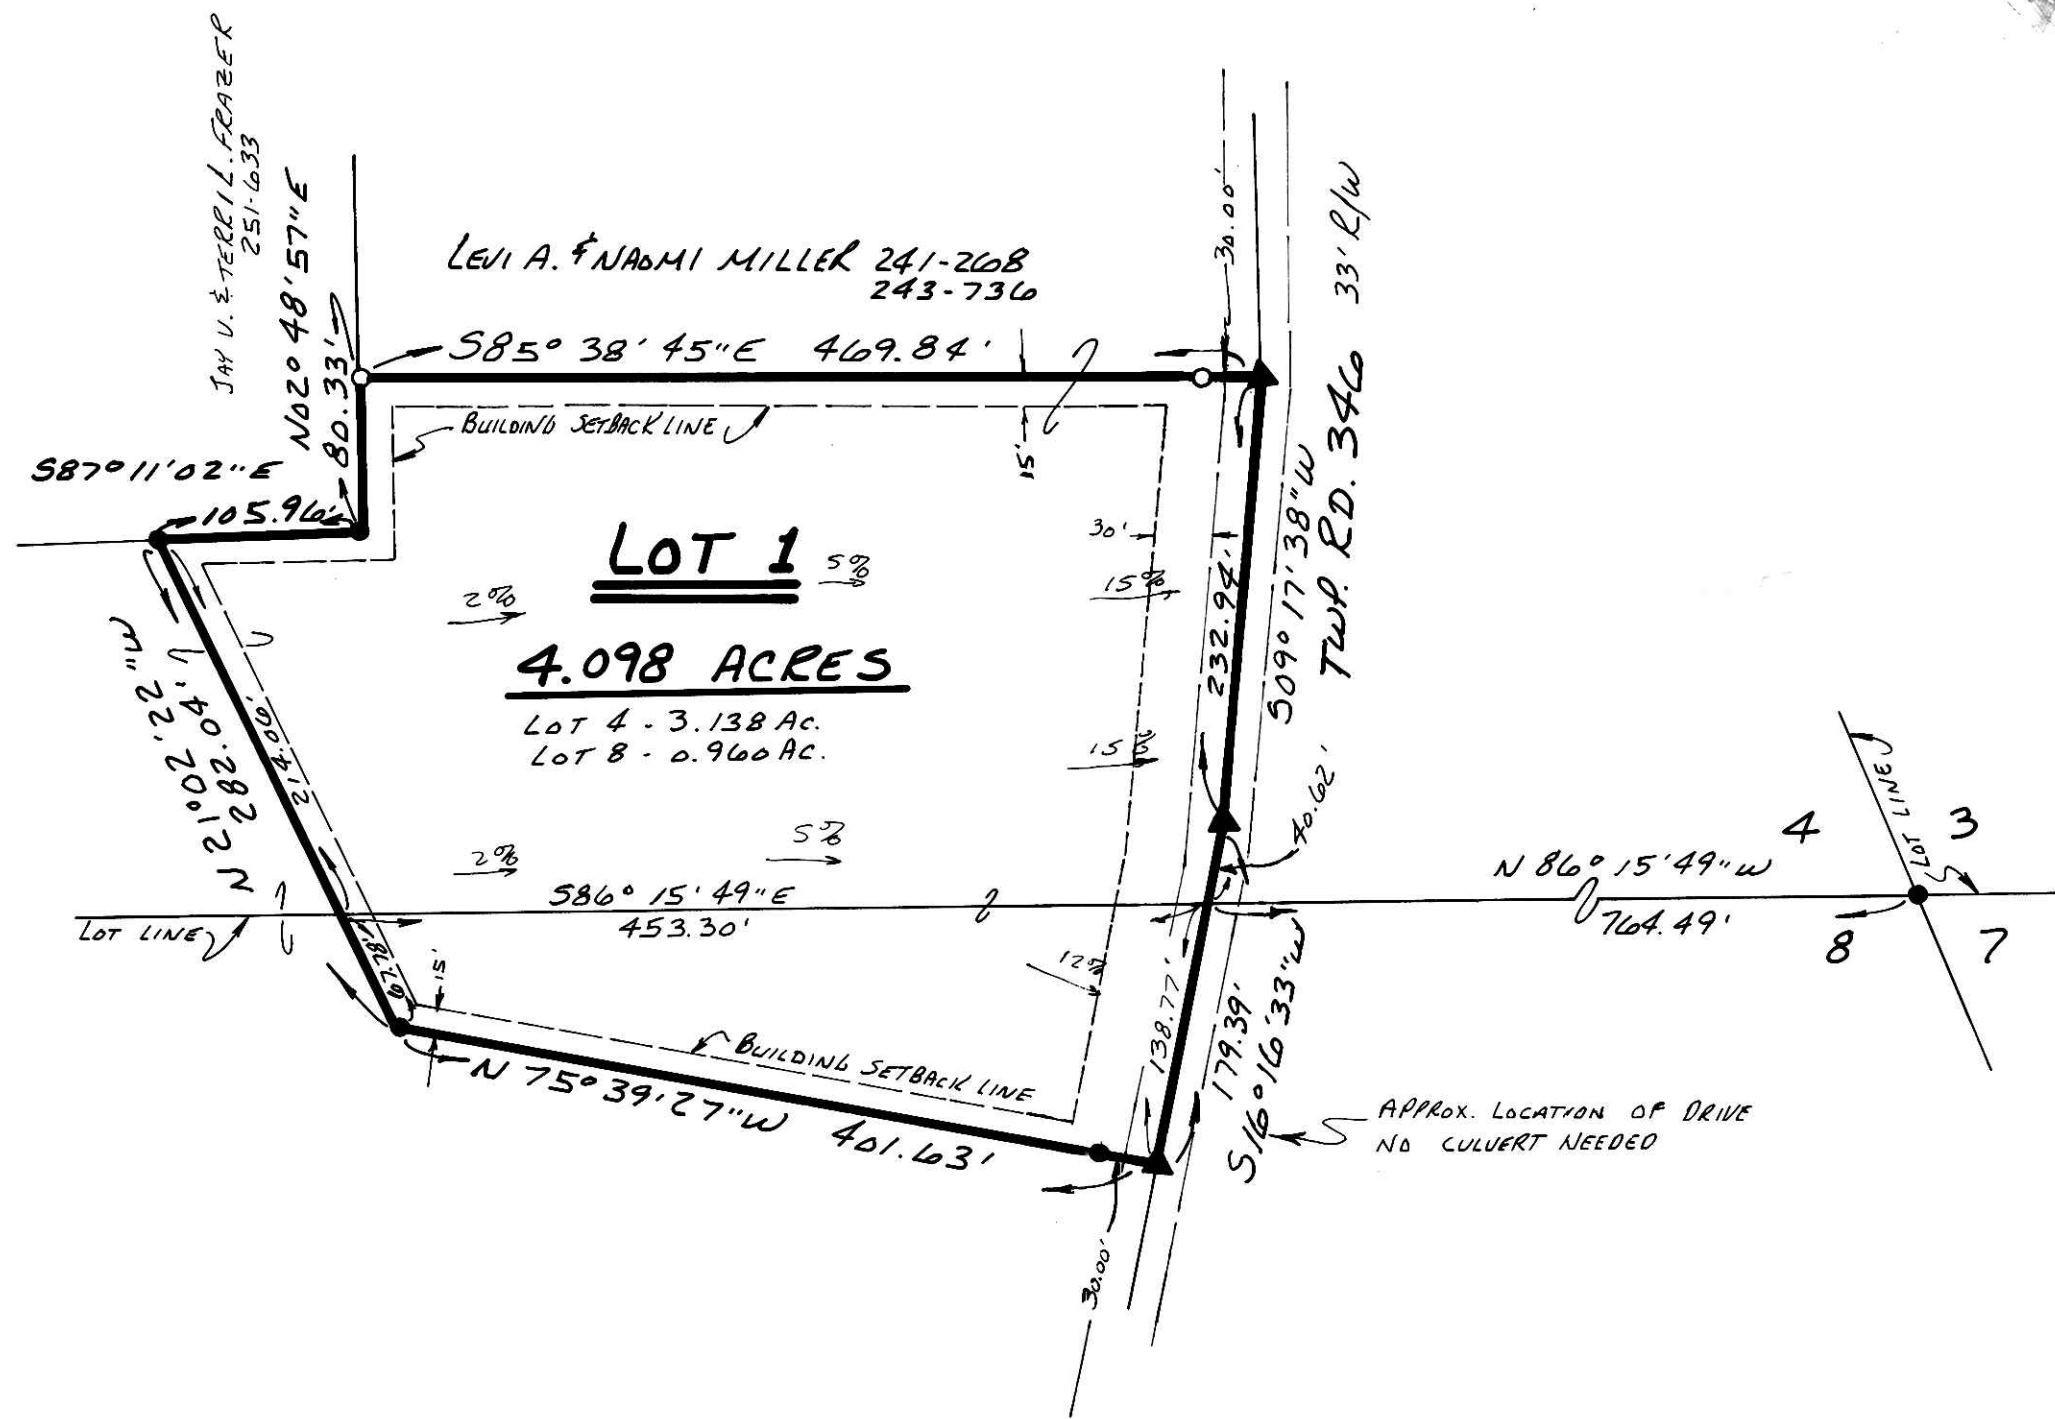 JAY V. & TERRI L. FRAZER
251-633
N02° 48' 57"E
80.33'
LEVI A. & NAOMI MILLER 241-268
243-736
30.00'
TWP. RD. 346 33' R/W
S85° 38' 45"E 469.84'
BUILDING SETBACK LINE
15'
S87° 11' 02"E
105.96'
LOT 1
4.098 ACRES
LOT 4 - 3.138 AC.
LOT 8 - 0.960 AC.
2%
5%
30'
15%
15%
232.94'
S09° 17' 38"W
N 21° 02' 22"W
282.04'
214.06'
2%
5%
40.62'
LOT LINE
S86° 15' 49"E
453.30'
N 86° 15' 49"W
764.49'
LOT LINE
4
3
8
7
67.78'
15'
12%
138.77'
179.39'
S16° 16' 33"W
BUILDING SETBACK LINE
N 75° 39' 27"W 401.63'
APPROX. LOCATION OF DRIVE
NO CULVERT NEEDED
30.00'